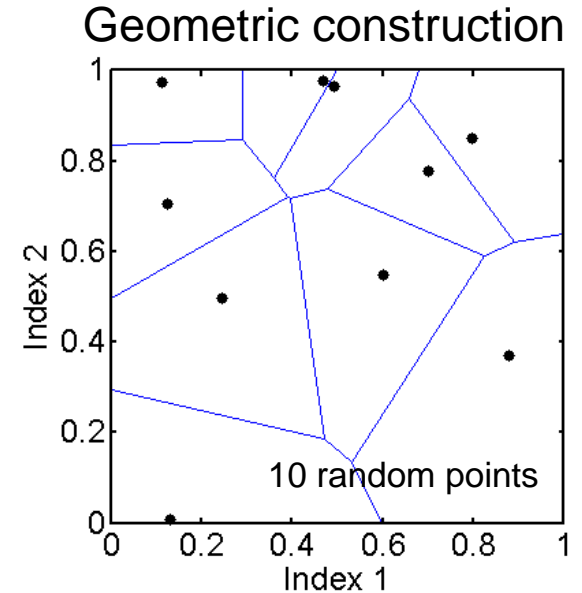 Geometric construction
1
0.8
0.6
0.4
0.2
0
Index 2
10 random points
0 0.2 0.4 0.6 0.8 1
Index 1